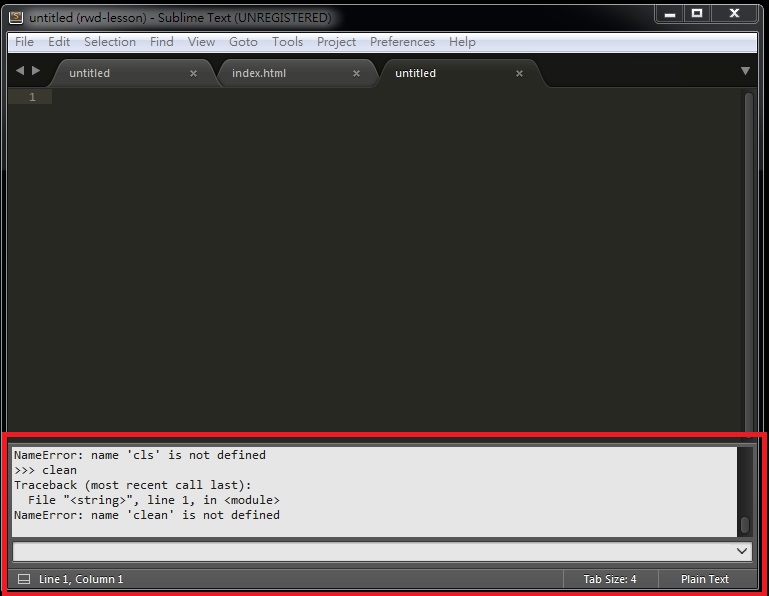 untitled (rwd-lesson) - Sublime Text (UNREGISTERED)
File Edit Selection Find View Goto Tools Project Preferences Help
untitled index.html untitled
1
NameError: name 'cls' is not defined
>>> clean
Traceback (most recent call last):
  File "<string>", line 1, in <module>
NameError: name 'clean' is not defined
Line 1, Column 1 Tab Size: 4 Plain Text